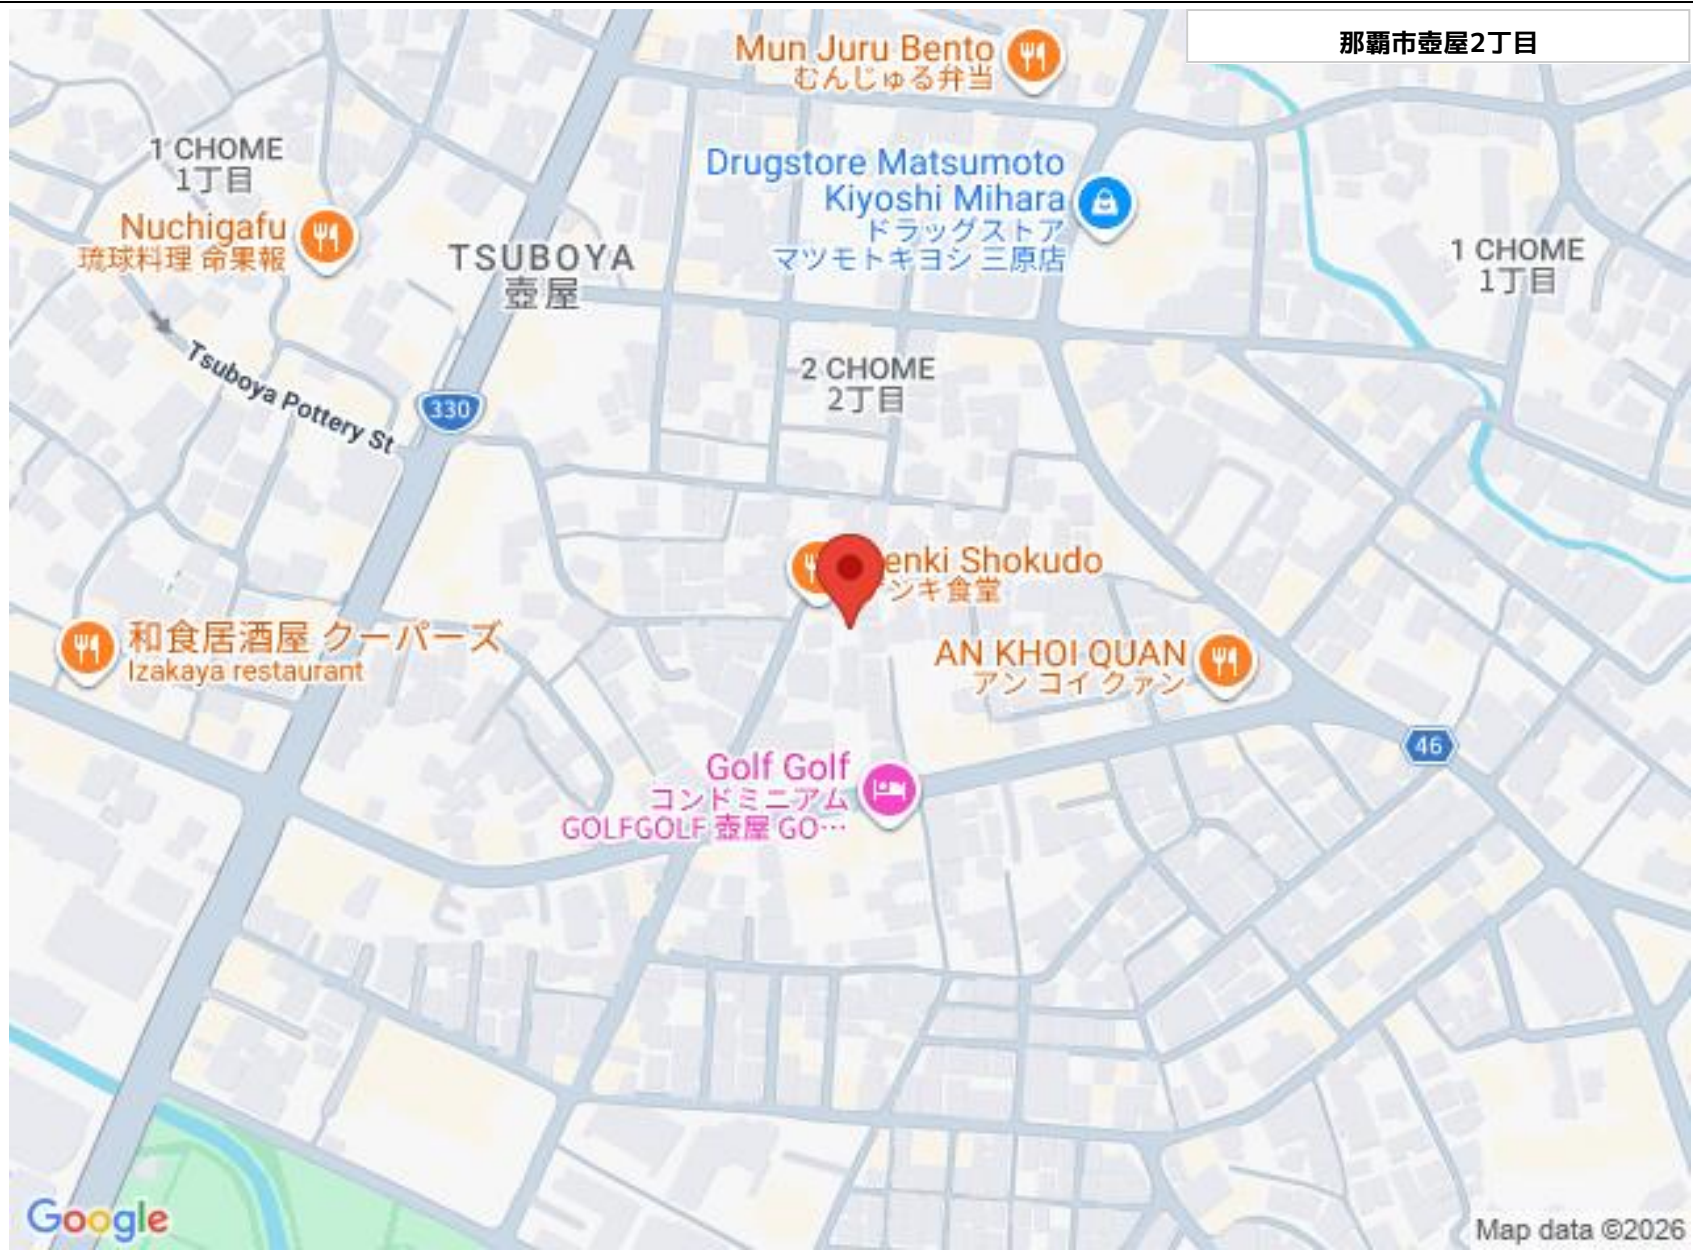 那覇市壺屋2丁目
Mun Juru Bento
むんじゅる弁当
1 CHOME
1丁目
Drugstore Matsumoto
Kiyoshi Mihara
ドラッグストア
マツモトキヨシ 三原店
Nuchigafu
琉球料理 命果報
TSUBOYA
壺屋
1 CHOME
1丁目
Tsuboya Pottery St
330
2 CHOME
2丁目
enki Shokudo
ンキ食堂
和食居酒屋 クーパーズ
Izakaya restaurant
AN KHOI QUAN
アン コイ クァン
46
Golf Golf
コンドミニアム
GOLFGOLF 壺屋 GO…
Google
Map data ©2026